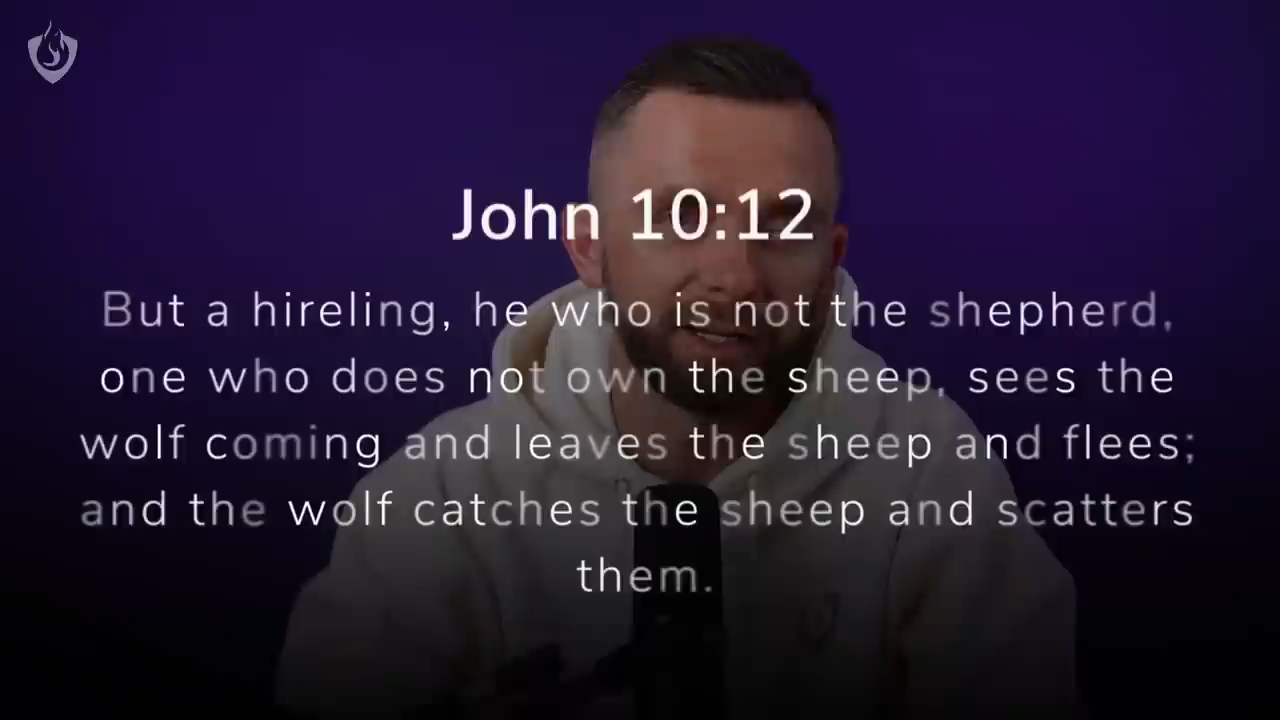 John 10:12
But a hireling, he who is not the shepherd,
one who does not own the sheep, sees the
wolf coming and leaves the sheep and flees;
and the wolf catches the sheep and scatters
them.